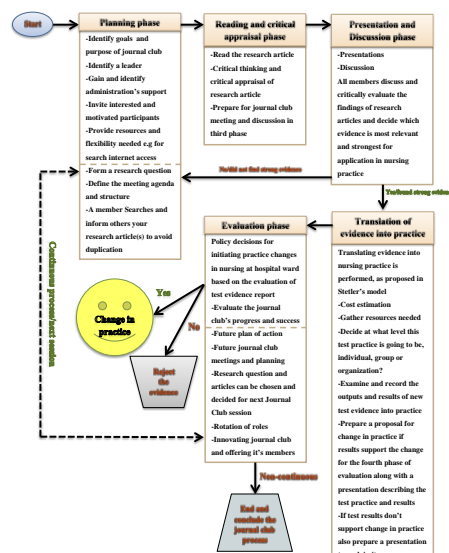 Start
Planning phase
-Identify goals and
purpose of journal club
-Identify a leader
-Gain and identify
administration's support
-Invite interested and
motivated participants
-Provide resources and
flexibility needed e.g for
search internet access
-Form a research question
-Define the meeting agenda
and structure
-A member Searches and
inform others your
research article(s) to avoid
duplication
Reading and critical
appraisal phase
-Read the research article
-Critical thinking and
critical appraisal of
research article
-Prepare for journal club
meeting and discussion in
third phase
Presentation and
Discussion phase
-Presentations
-Discussion
All members discuss and
critically evaluate the
findings of research
articles and decide which
evidence is most relevant
and strongest for
application in nursing
practice
No/did not find strong evidence
Yes/found strong eviden
Translation of
evidence into practice
Translating evidence into
nursing practice is
performed, as proposed in
Stetler's model
-Cost estimation
-Gather resources needed
-Decide at what level this
test practice is going to be,
individual, group or
organization?
-Examine and record the
outputs and results of new
test evidence into practice
-Prepare a proposal for
change in practice if
results support the change
for the fourth phase of
evaluation along with a
presentation describing the
test practice and results
-If test results don't
support change in practice
also prepare a presentation
Evaluation phase
Policy decisions for
initiating practice changes
in nursing at hospital ward
based on the evaluation of
test evidence report
-Evaluate the journal
club's progress and success
-Future plan of action
-Future journal club
meetings and planning
-Research question and
articles can be chosen and
decided for next Journal
Club session
-Rotation of roles
-Innovating journal club
and offering it's members
Yes
Change in
practice
No
Reject
the
evidence
Continuous process/next session
Non-continuous
End and
conclude the
journal club
process